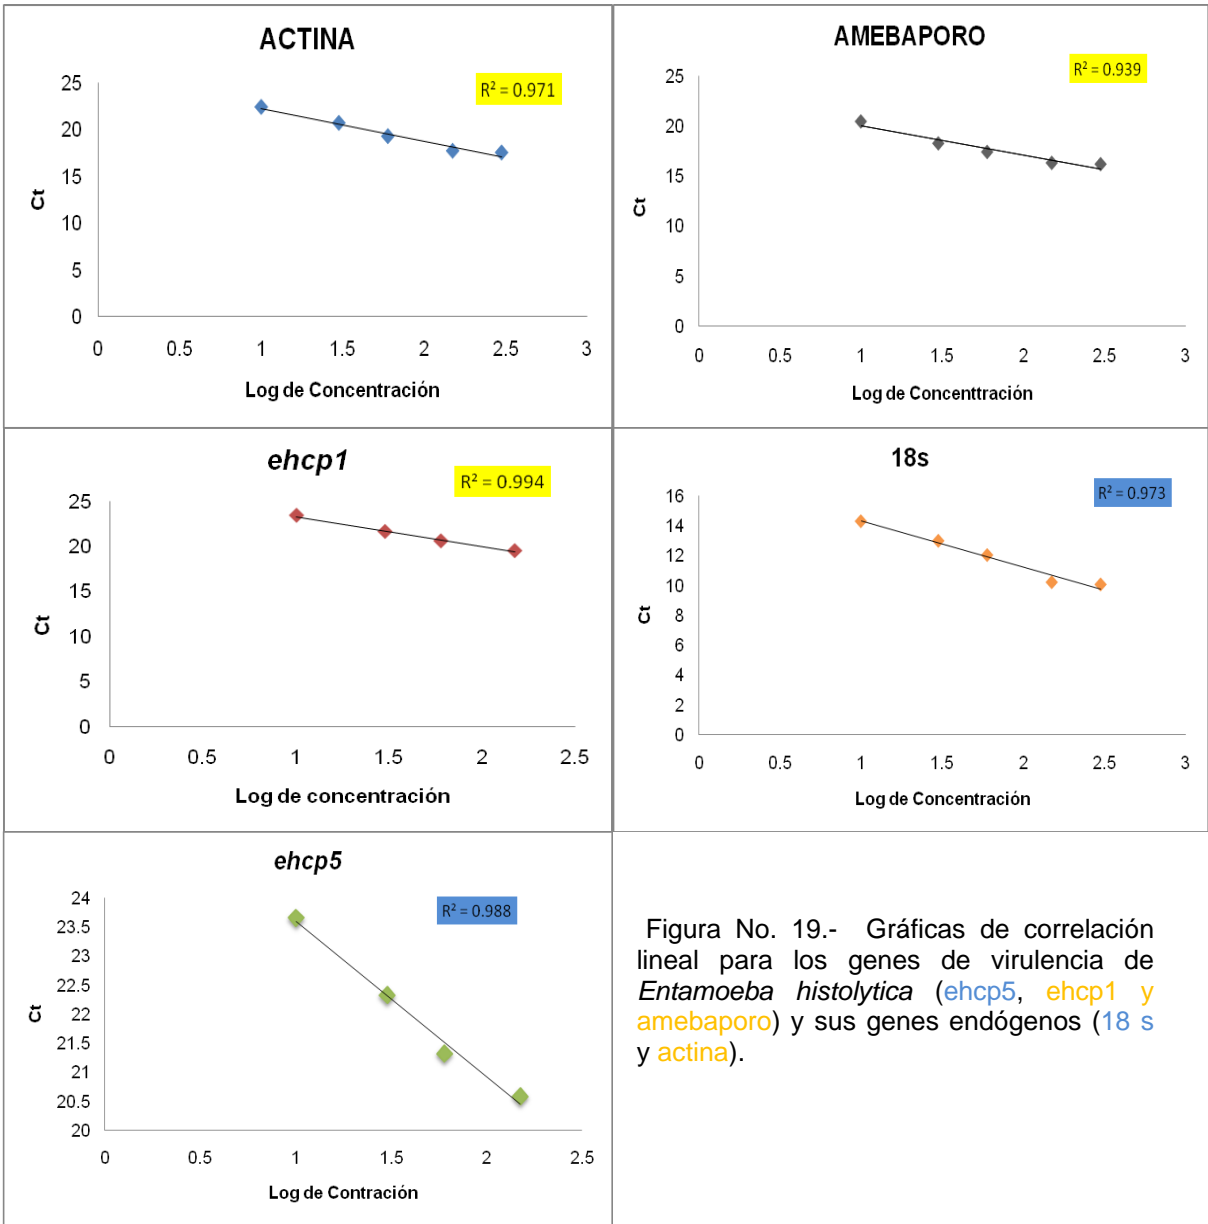 ACTINA
R² = 0.971
25
20
15
10
5
0
0 0.5 1 1.5 2 2.5 3
Ct
Log de Concentración
AMEBAPORO
R² = 0.939
25
20
15
10
5
0
0 0.5 1 1.5 2 2.5 3
Ct
Log de Concenttración
ehcp1
R² = 0.994
25
20
15
10
5
0
0 0.5 1 1.5 2 2.5
Ct
Log de concentración
18s
R² = 0.973
16
14
12
10
8
6
4
2
0
0 0.5 1 1.5 2 2.5 3
Ct
Log de Concentración
ehcp5
R² = 0.988
24
23.5
23
22.5
22
21.5
21
20.5
20
0 0.5 1 1.5 2 2.5
Ct
Log de Contración
Figura No. 19.- Gráficas de correlación
lineal para los genes de virulencia de
Entamoeba histolytica (ehcp5, ehcp1 y
amebaporo) y sus genes endógenos (18 s
y actina).